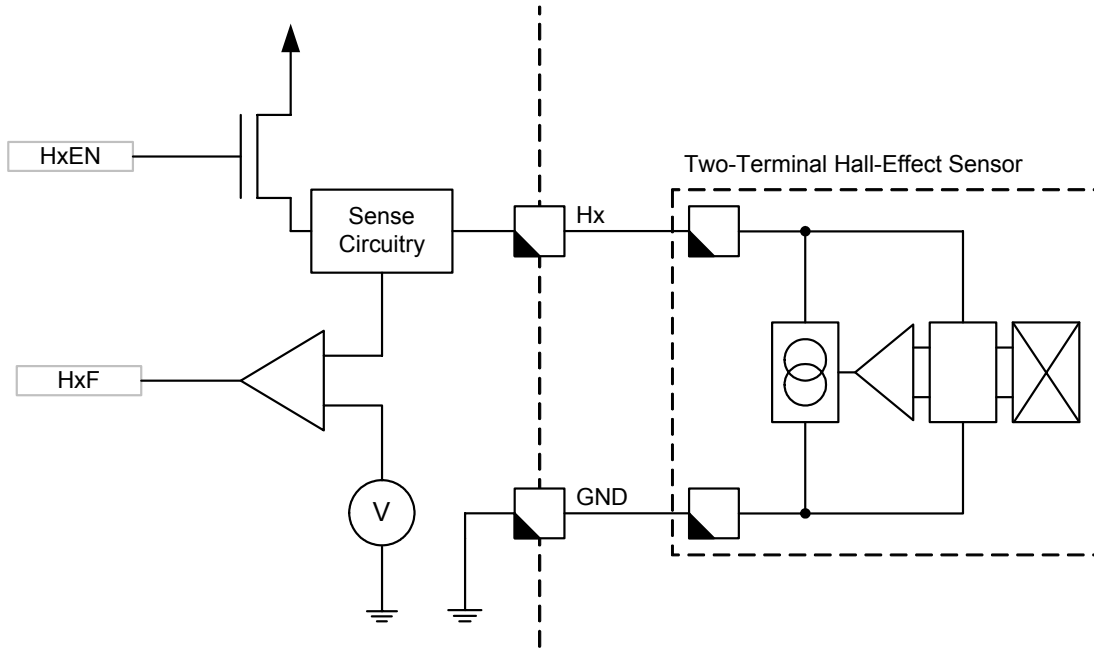 HxEN
Two-Terminal Hall-Effect Sensor
Sense
Circuitry
Hx
HxF
GND
V